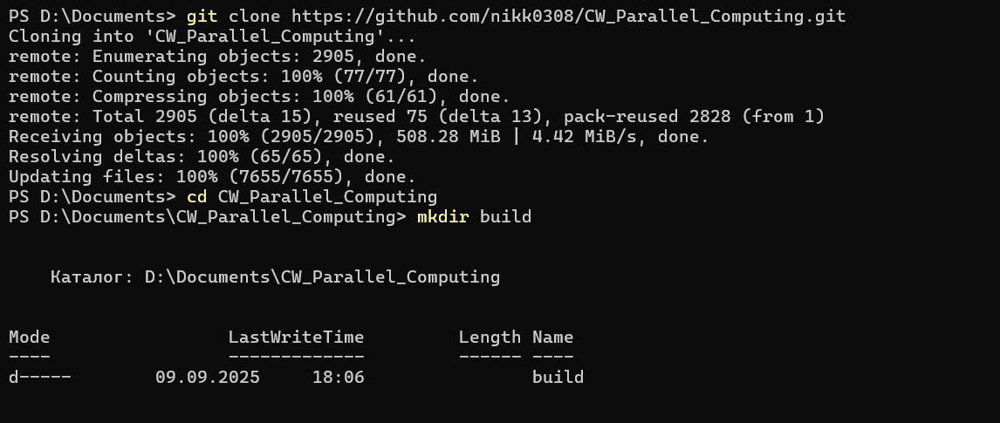 PS D:\Documents> git clone https://github.com/nikk0308/CW_Parallel_Computing.git
Cloning into 'CW_Parallel_Computing'...
remote: Enumerating objects: 2905, done.
remote: Counting objects: 100% (77/77), done.
remote: Compressing objects: 100% (61/61), done.
remote: Total 2905 (delta 15), reused 75 (delta 13), pack-reused 2828 (from 1)
Receiving objects: 100% (2905/2905), 508.28 MiB | 4.42 MiB/s, done.
Resolving deltas: 100% (65/65), done.
Updating files: 100% (7655/7655), done.
PS D:\Documents> cd CW_Parallel_Computing
PS D:\Documents\CW_Parallel_Computing> mkdir build
Каталог: D:\Documents\CW_Parallel_Computing
Mode LastWriteTime Length Name
---- ------------- ------ ----
d----- 09.09.2025 18:06 build